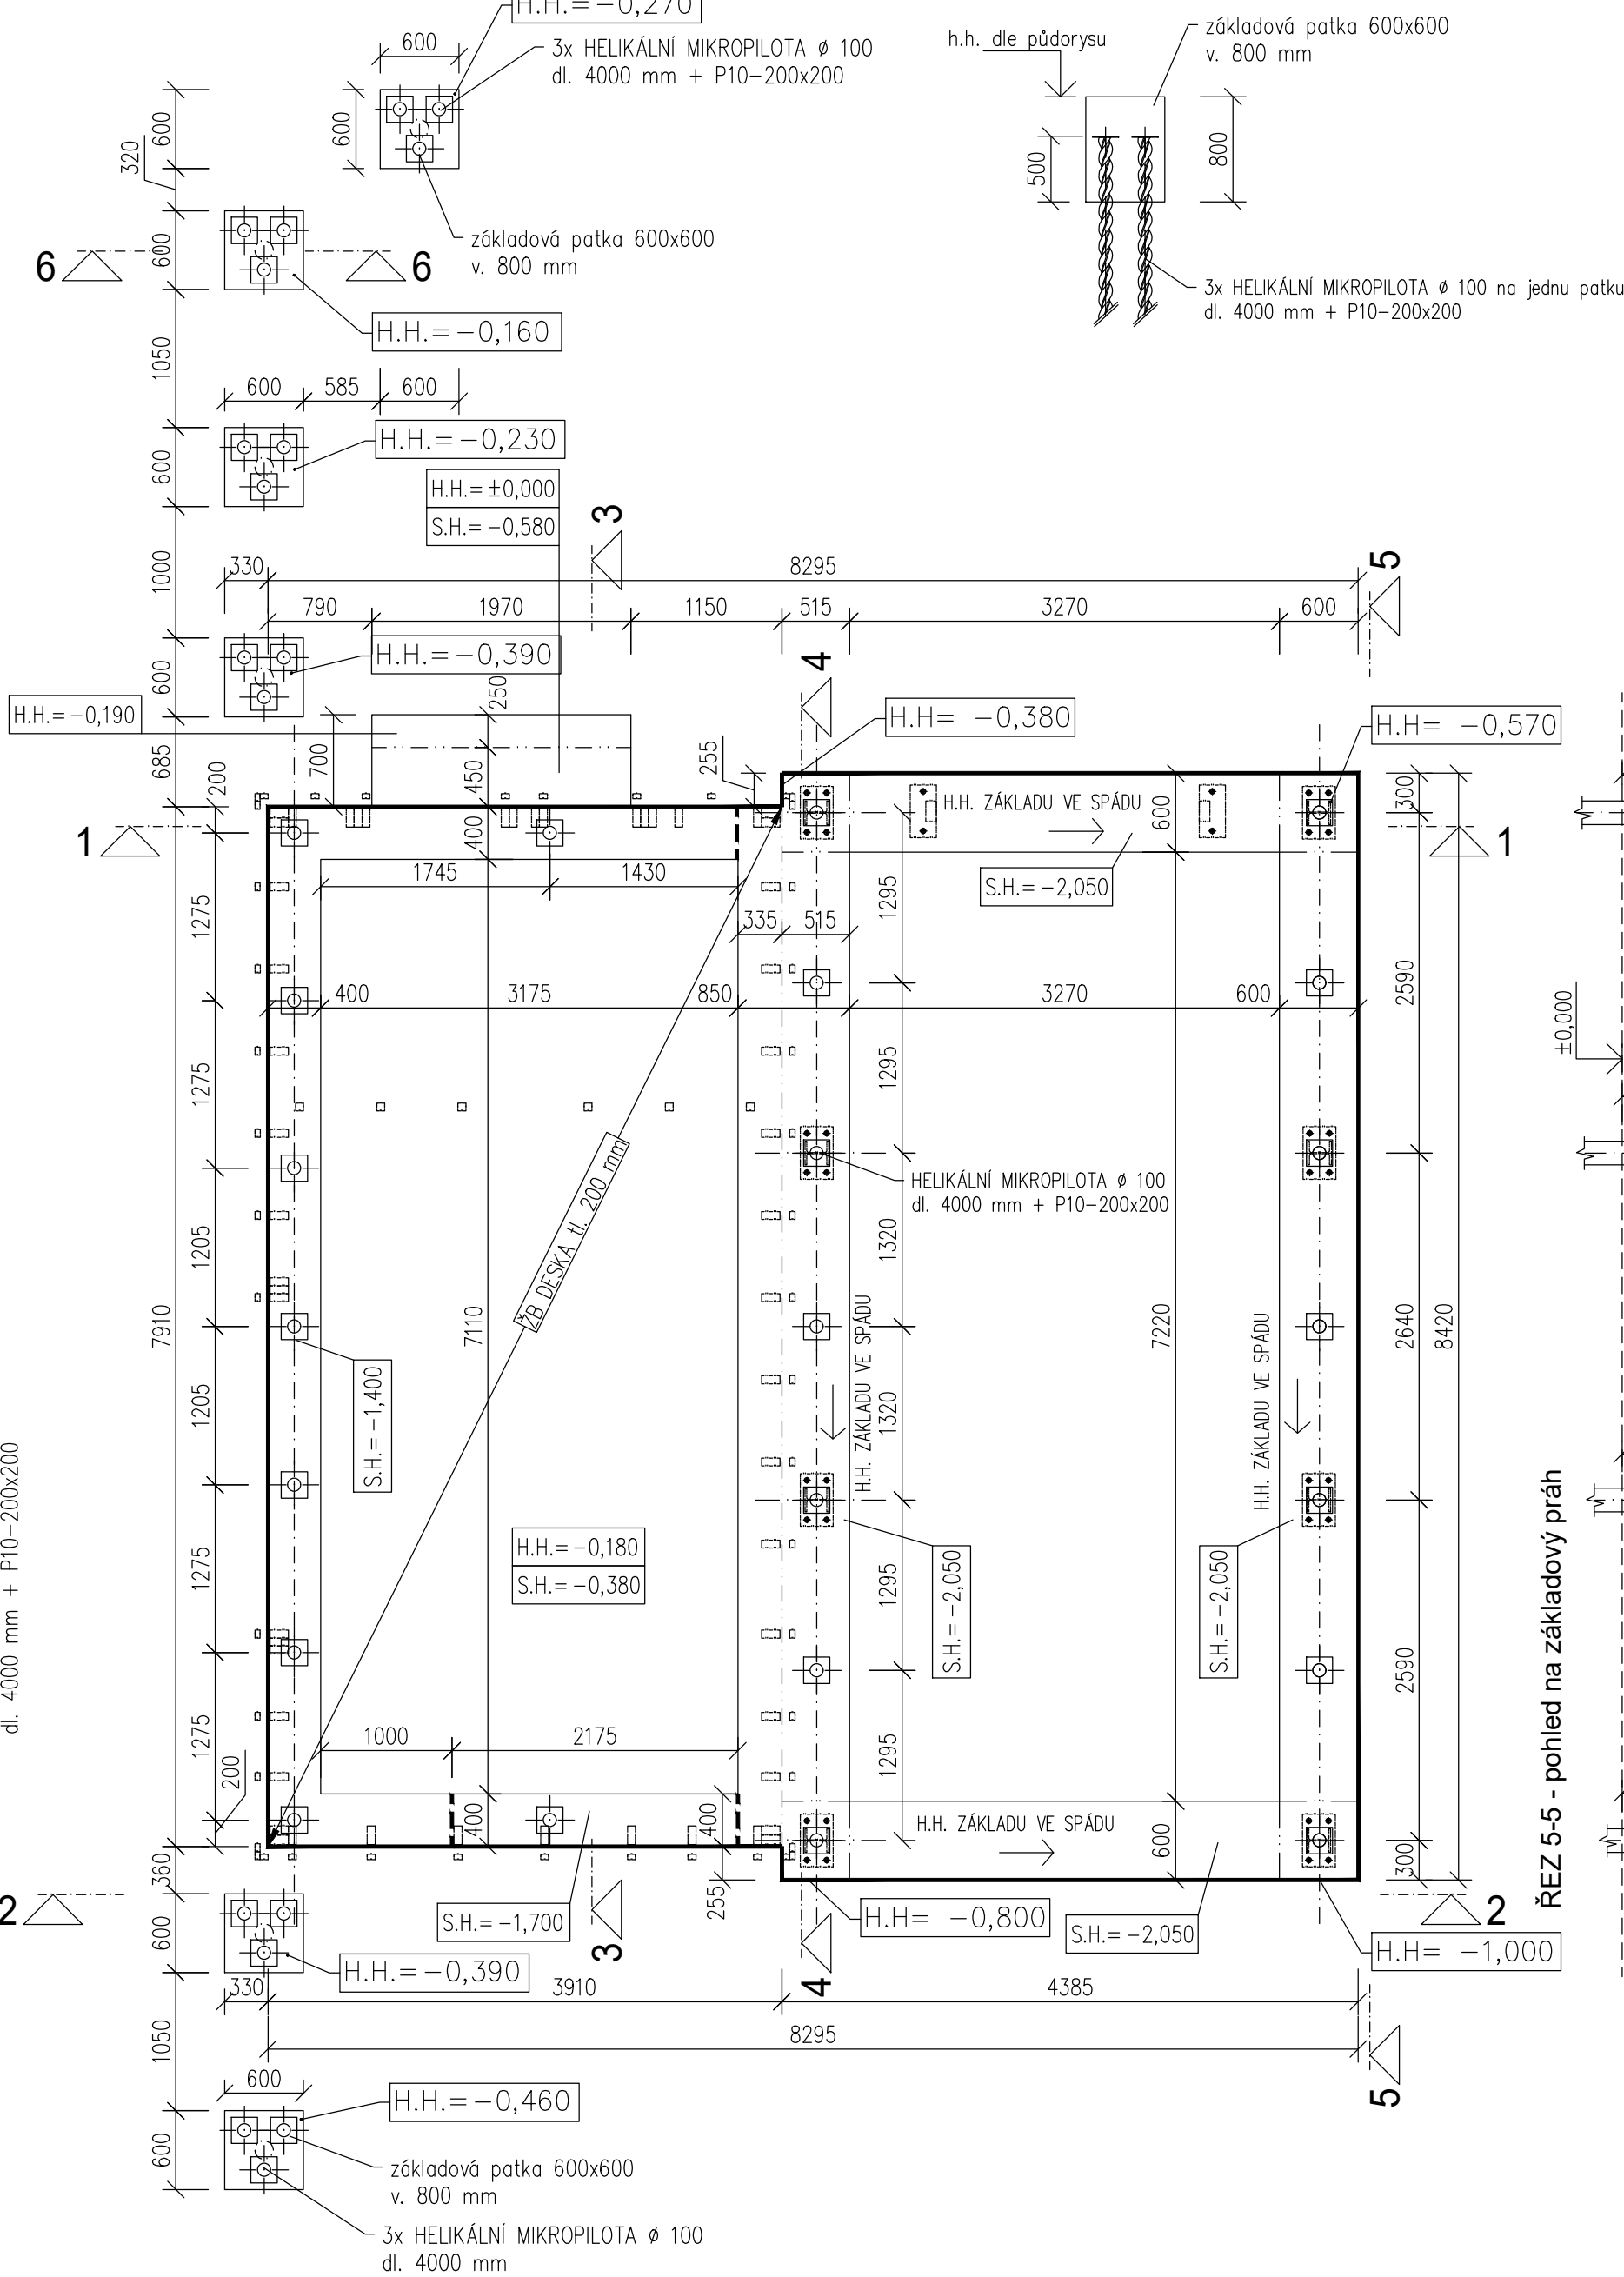 H.H.=-0,270
600
3x HELIKÁLNÍ MIKROPILOTA ø 100
dl. 4000 mm + P10-200x200
600
600
320
základová patka 600x600
v. 800 mm
h.h. dle půdorysu
základová patka 600x600
v. 800 mm
500
800
3x HELIKÁLNÍ MIKROPILOTA ø 100 na jednu patku
dl. 4000 mm + P10-200x200
6
6
600
H.H.=-0,160
1050
600
585
600
H.H.=-0,230
600
H.H.=±0,000
S.H.=-0,580
3
1000
330
8295
5
790
1970
1150
515
3270
600
600
H.H.=-0,390
4
H.H.=-0,190
250
H.H= -0,380
H.H= -0,570
685
200
700
450
255
H.H. ZÁKLADU VE SPÁDU
600
300
1
400
1
S.H.=-2,050
1745
1430
1275
1295
335
515
2590
400
3175
850
3270
600
±0,000
1275
1295
HELIKÁLNÍ MIKROPILOTA ø 100
dl. 4000 mm + P10-200x200
ŽB DESKA tl. 200 mm
1205
1320
7910
7110
7220
2640
8420
H.H. ZÁKLADU VE SPÁDU
H.H. ZÁKLADU VE SPÁDU
S.H.=-1,400
1205
1320
dl. 4000 mm + P10-200x200
H.H.=-0,180
S.H.=-0,380
1275
1295
S.H.=-2,050
S.H.=-2,050
2590
ŘEZ 5-5 - pohled na základový práh
1275
200
1000
2175
1295
400
400
H.H. ZÁKLADU VE SPÁDU
600
300
360
255
2
S.H.=-1,700
H.H= -0,800
S.H.=-2,050
2
600
3
4
H.H= -1,000
H.H.=-0,390
330
3910
4385
1050
8295
5
600
H.H.=-0,460
600
základová patka 600x600
v. 800 mm
3x HELIKÁLNÍ MIKROPILOTA ø 100
dl. 4000 mm